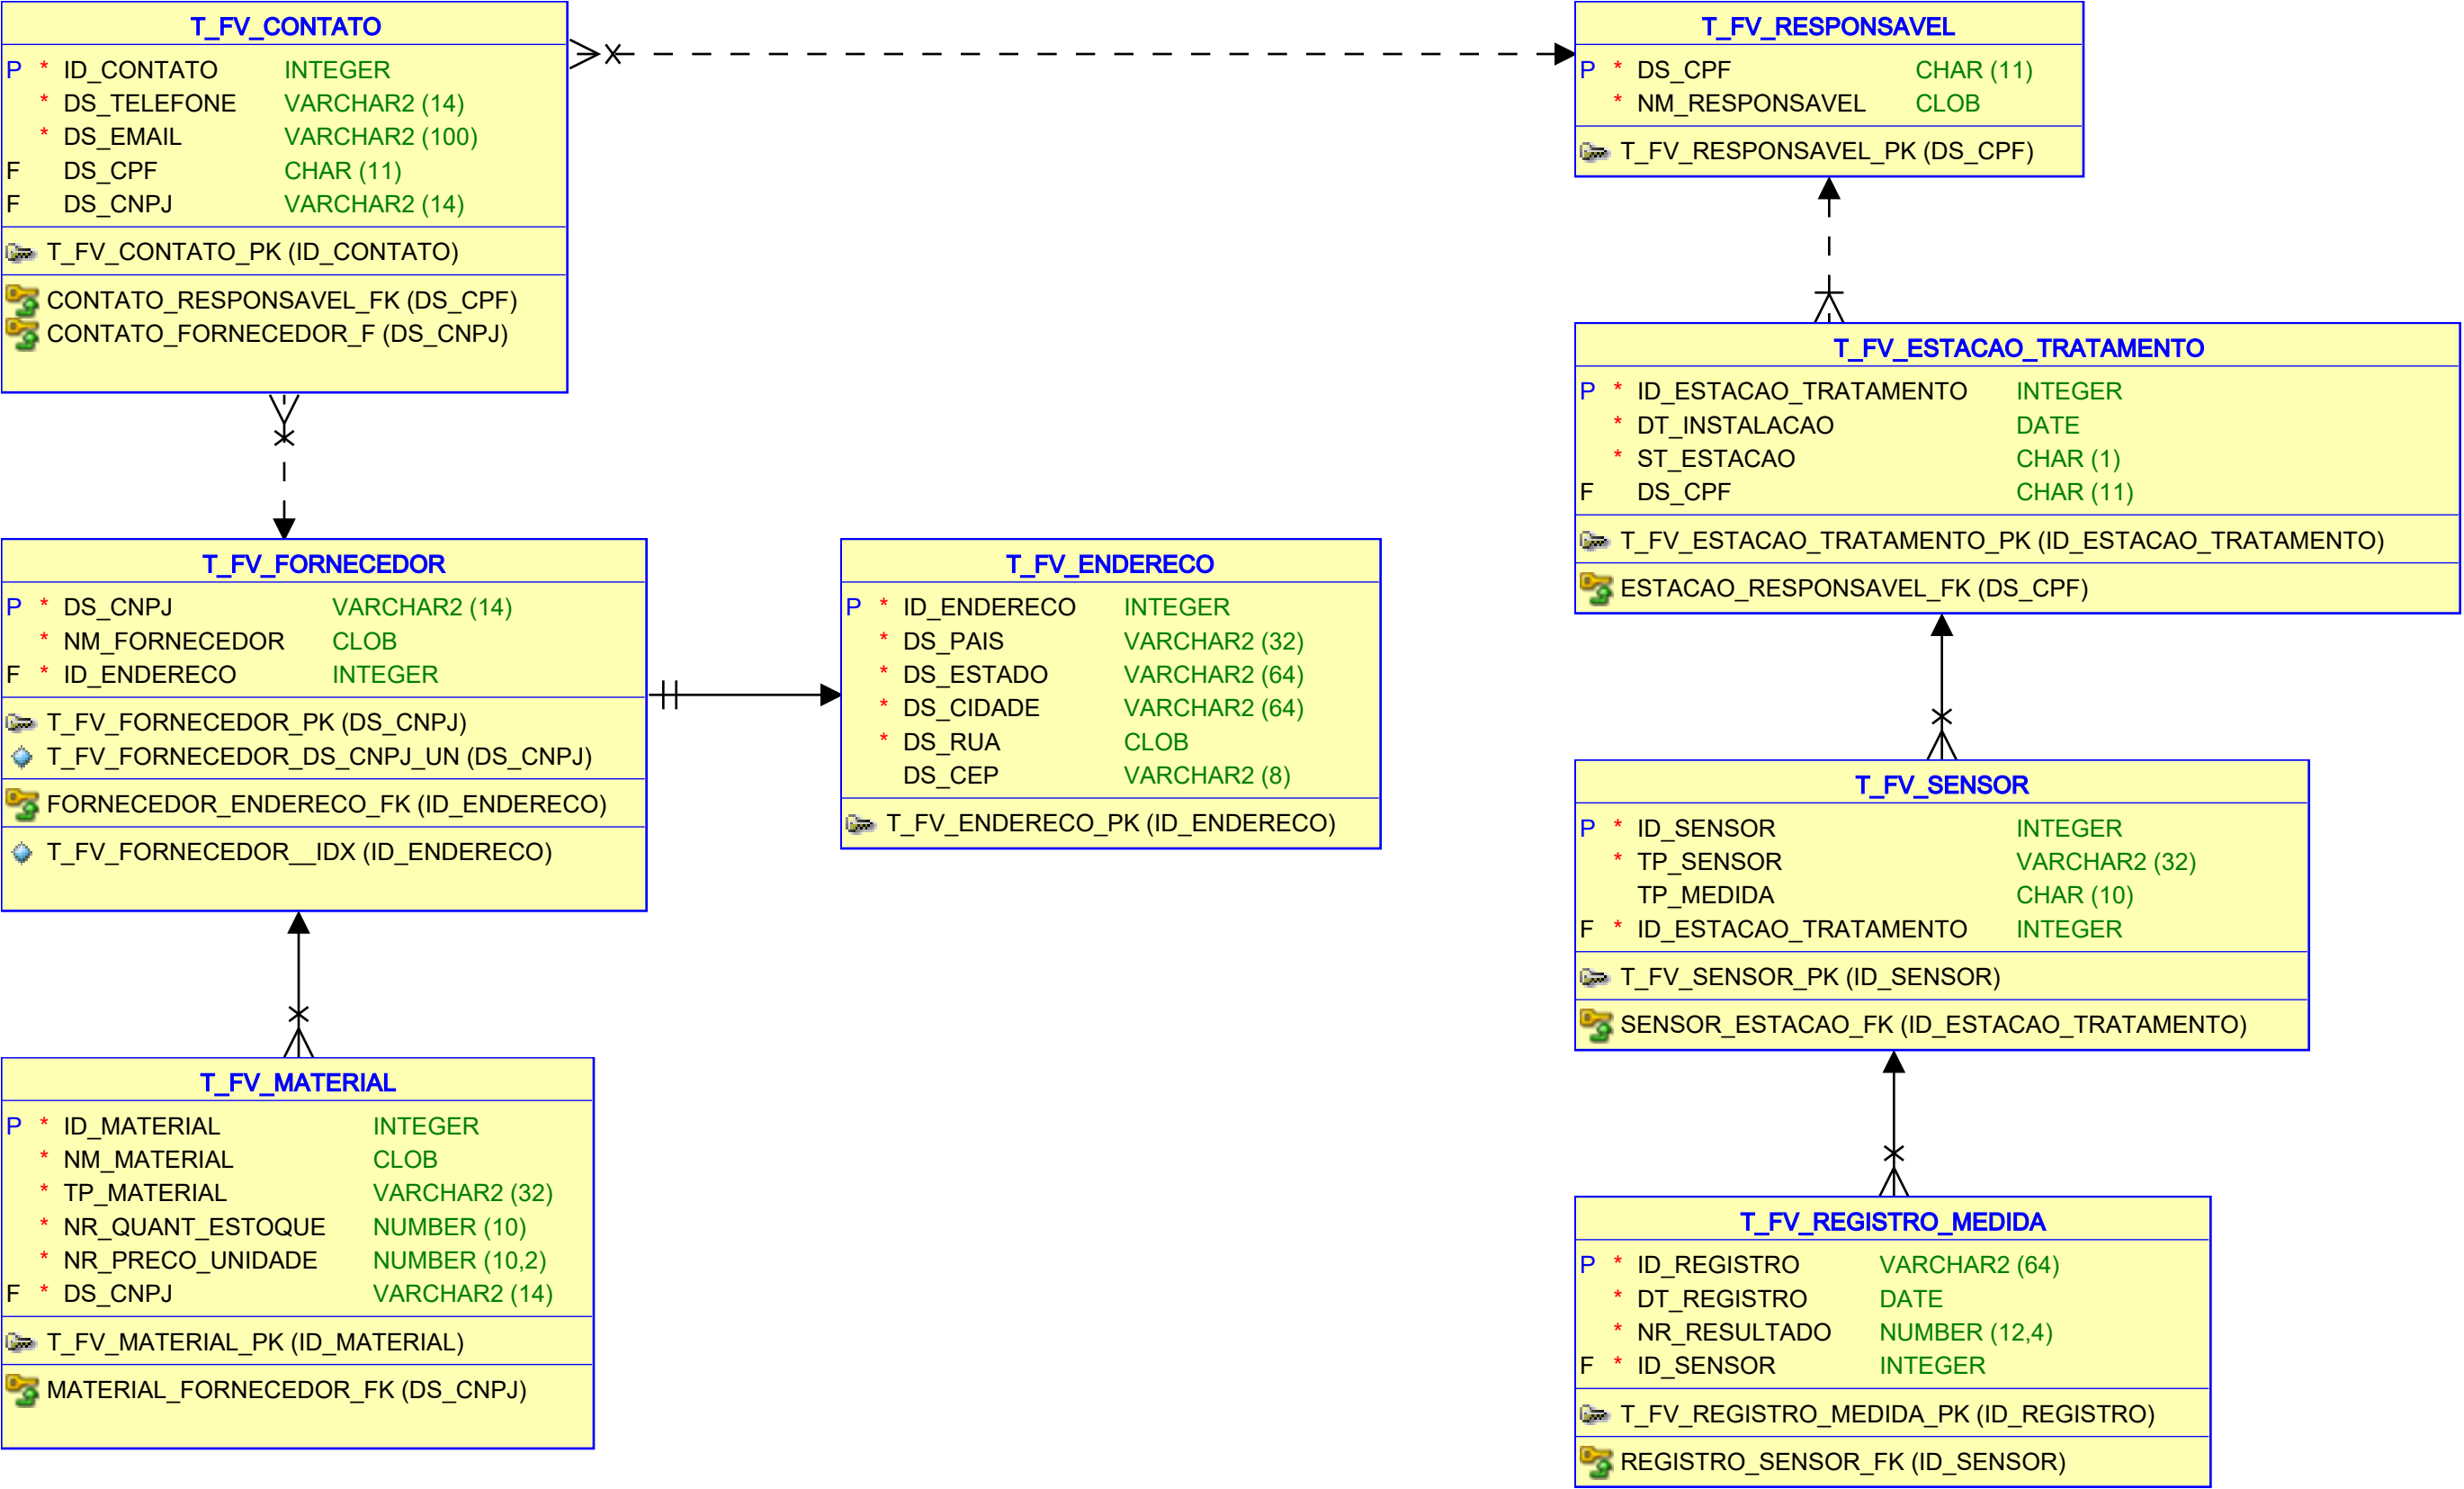 T_FV_CONTATO
P * ID_CONTATO INTEGER
* DS_TELEFONE VARCHAR2 (14)
* DS_EMAIL VARCHAR2 (100)
F DS_CPF CHAR (11)
F DS_CNPJ VARCHAR2 (14)
T_FV_CONTATO_PK (ID_CONTATO)
CONTATO_RESPONSAVEL_FK (DS_CPF)
CONTATO_FORNECEDOR_F (DS_CNPJ)
T_FV_RESPONSAVEL
P * DS_CPF CHAR (11)
* NM_RESPONSAVEL CLOB
T_FV_RESPONSAVEL_PK (DS_CPF)
T_FV_ESTACAO_TRATAMENTO
P * ID_ESTACAO_TRATAMENTO INTEGER
* DT_INSTALACAO DATE
* ST_ESTACAO CHAR (1)
F DS_CPF CHAR (11)
T_FV_ESTACAO_TRATAMENTO_PK (ID_ESTACAO_TRATAMENTO)
ESTACAO_RESPONSAVEL_FK (DS_CPF)
T_FV_FORNECEDOR
P * DS_CNPJ VARCHAR2 (14)
* NM_FORNECEDOR CLOB
F * ID_ENDERECO INTEGER
T_FV_FORNECEDOR_PK (DS_CNPJ)
T_FV_FORNECEDOR_DS_CNPJ_UN (DS_CNPJ)
FORNECEDOR_ENDERECO_FK (ID_ENDERECO)
T_FV_FORNECEDOR__IDX (ID_ENDERECO)
T_FV_ENDERECO
P * ID_ENDERECO INTEGER
* DS_PAIS VARCHAR2 (32)
* DS_ESTADO VARCHAR2 (64)
* DS_CIDADE VARCHAR2 (64)
* DS_RUA CLOB
DS_CEP VARCHAR2 (8)
T_FV_ENDERECO_PK (ID_ENDERECO)
T_FV_SENSOR
P * ID_SENSOR INTEGER
* TP_SENSOR VARCHAR2 (32)
TP_MEDIDA CHAR (10)
F * ID_ESTACAO_TRATAMENTO INTEGER
T_FV_SENSOR_PK (ID_SENSOR)
SENSOR_ESTACAO_FK (ID_ESTACAO_TRATAMENTO)
T_FV_MATERIAL
P * ID_MATERIAL INTEGER
* NM_MATERIAL CLOB
* TP_MATERIAL VARCHAR2 (32)
* NR_QUANT_ESTOQUE NUMBER (10)
* NR_PRECO_UNIDADE NUMBER (10,2)
F * DS_CNPJ VARCHAR2 (14)
T_FV_MATERIAL_PK (ID_MATERIAL)
MATERIAL_FORNECEDOR_FK (DS_CNPJ)
T_FV_REGISTRO_MEDIDA
P * ID_REGISTRO VARCHAR2 (64)
* DT_REGISTRO DATE
* NR_RESULTADO NUMBER (12,4)
F * ID_SENSOR INTEGER
T_FV_REGISTRO_MEDIDA_PK (ID_REGISTRO)
REGISTRO_SENSOR_FK (ID_SENSOR)